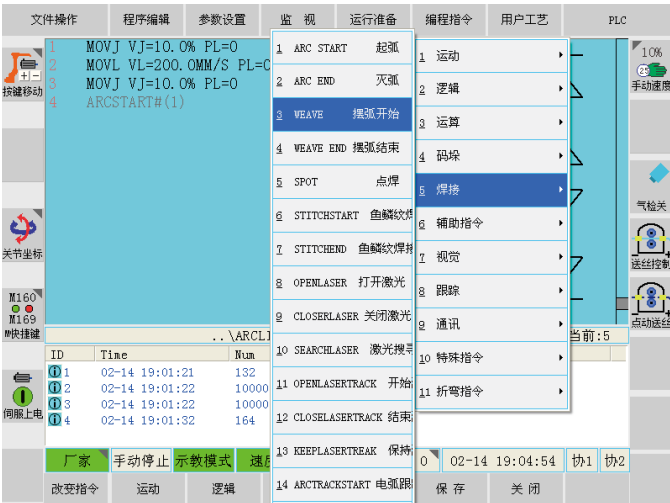 文件操作 程序编辑 参数设置 监 视 运行准备 编程指令 用户工艺 PLC
1 MOVJ VJ=10.0% PL=0
2 MOVL VL=200.0MM/S PL=0
3 MOVJ VJ=10.0% PL=0
4 ARCSTART#(1)
按键移动
关节坐标
M160
M169
M快捷键
伺服上电
1 ARC START 起弧
2 ARC END 灭弧
3 WEAVE 摆弧开始
4 WEAVE END 摆弧结束
5 SPOT 点焊
6 STITCHSTART 鱼鳞纹焊
7 STITCHEND 鱼鳞纹焊接
8 OPENLASER 打开激光
9 CLOSERLASER 关闭激光
10 SEARCHLASER 激光搜寻
11 OPENLASERTRACK 开始
12 CLOSELASERTRACK 结束
13 KEEPLASERTREAK 保持
14 ARCTRACKSTART 电弧跟
1 运动
2 逻辑
3 运算
4 码垛
5 焊接
6 辅助指令
7 视觉
8 跟踪
9 通讯
10 特殊指令
11 折弯指令
10%
25
手动速度
气检关
送丝控制
点动送丝
..\ARCLI
当前:5
ID Time Num
1 02-14 19:01:21 132
2 02-14 19:01:22 10000
3 02-14 19:01:22 10000
4 02-14 19:01:32 164
厂家 手动停止 示教模式 速度 0 02-14 19:04:54 协1 协2
改变指令 运动 逻辑 保 存 关 闭